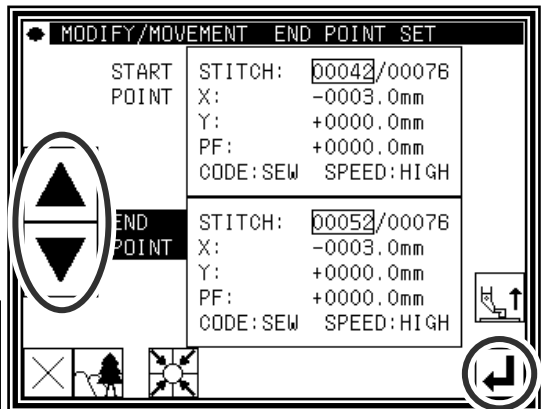 MODIFY/MOVEMENT END POINT SET
START POINT
STITCH: 00042/00076
X: -0003.0mm
Y: +0000.0mm
PF: +0000.0mm
CODE:SEW SPEED:HIGH
END POINT
STITCH: 00052/00076
X: -0003.0mm
Y: +0000.0mm
PF: +0000.0mm
CODE:SEW SPEED:HIGH